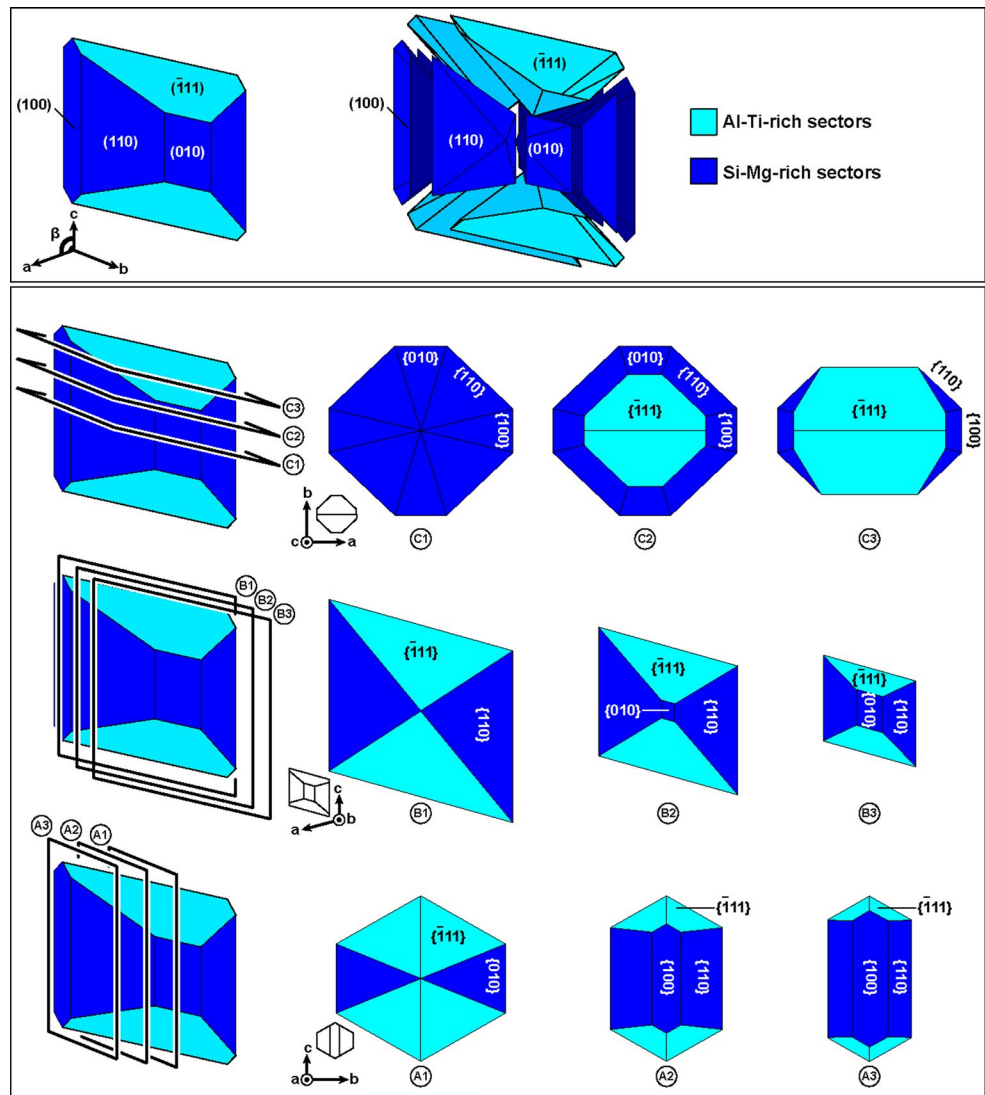 (1̄11)
(100)
(110)
(010)
c
β
a
b
(1̄11)
(100)
(110)
(010)
Al-Ti-rich sectors
Si-Mg-rich sectors
C3
C2
C1
{010}
{110}
{100}
b
c
a
C1
{010}
{110}
{1̄11}
{100}
C2
{110}
{1̄11}
{100}
C3
B1
B2
B3
{1̄11}
{110}
c
a
b
B1
{1̄11}
{010}
{110}
B2
{1̄11}
{010}
{110}
B3
A3
A2
A1
{1̄11}
{010}
c
a
b
A1
{1̄11}
{100}
{110}
A2
{1̄11}
{100}
{110}
A3